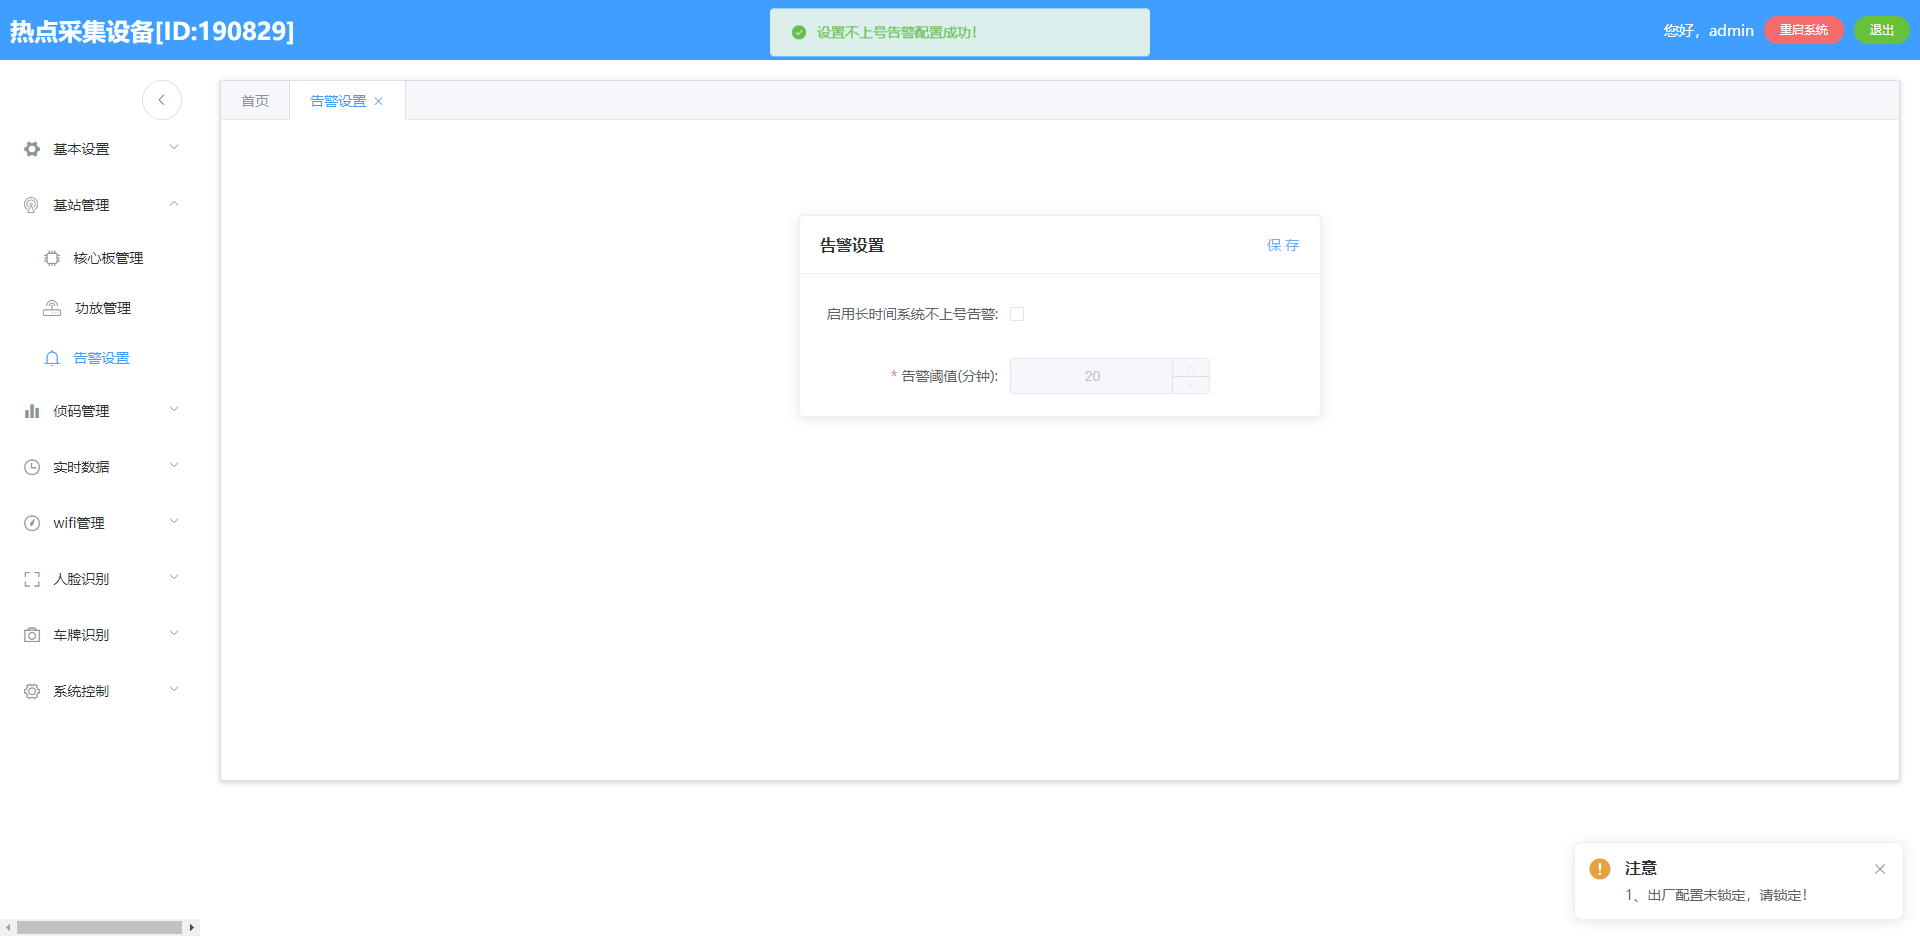 热点采集设备[ID:190829]
设置不上号告警配置成功!
您好，admin
重启系统
退出
首页
告警设置
基本设置
基站管理
核心板管理
功放管理
告警设置
侦码管理
实时数据
wifi管理
人脸识别
车牌识别
系统控制
告警设置
保存
启用长时间系统不上号告警:
* 告警阈值(分钟):
20
注意
1、出厂配置未锁定，请锁定!